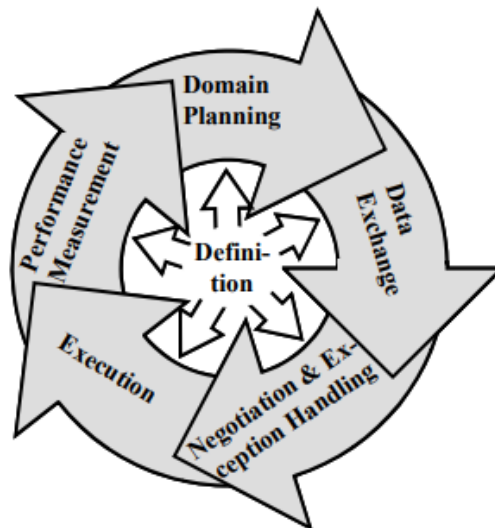 Domain
Planning
Data
Exchange
Negotiation & Ex-
ception Handling
Execution
Performance
Measurement
Defini-
tion